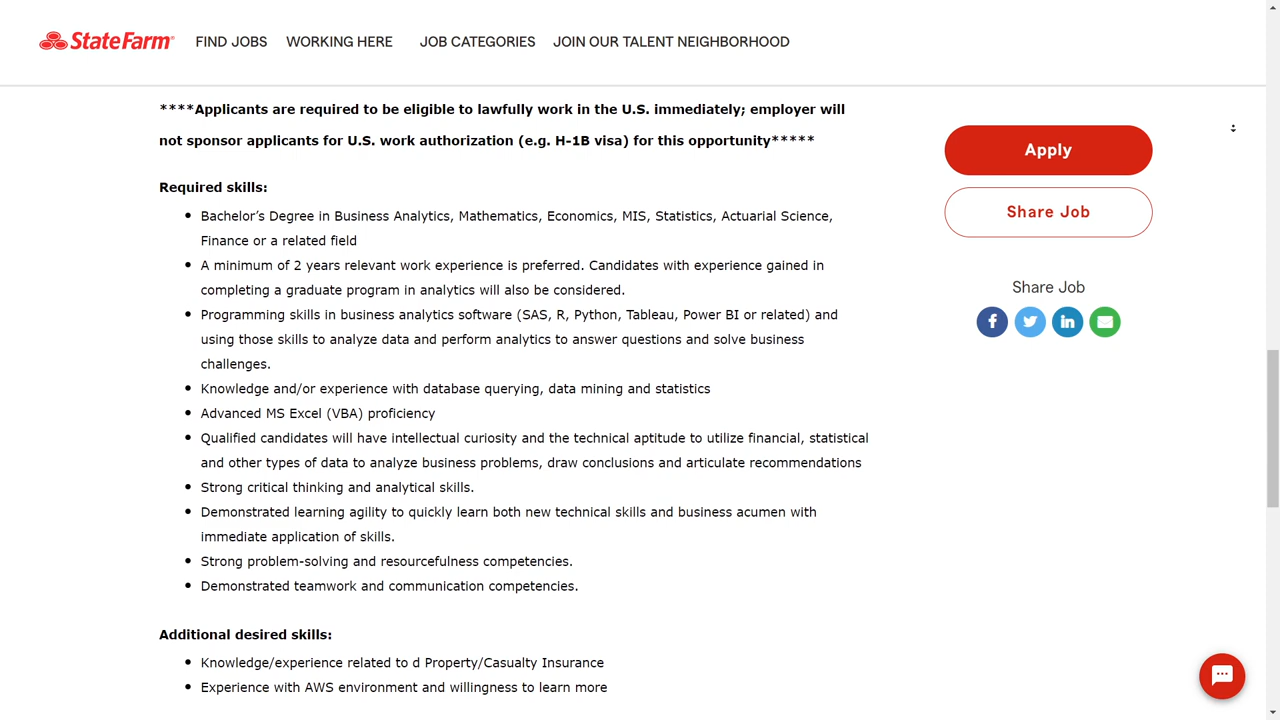 StateFarm FIND JOBS WORKING HERE JOB CATEGORIES JOIN OUR TALENT NEIGHBORHOOD
****Applicants are required to be eligible to lawfully work in the U.S. immediately; employer will
not sponsor applicants for U.S. work authorization (e.g. H-1B visa) for this opportunity*****
Apply
Share Job
Share Job
Required skills:
Bachelor’s Degree in Business Analytics, Mathematics, Economics, MIS, Statistics, Actuarial Science,
Finance or a related field
A minimum of 2 years relevant work experience is preferred. Candidates with experience gained in
completing a graduate program in analytics will also be considered.
Programming skills in business analytics software (SAS, R, Python, Tableau, Power BI or related) and
using those skills to analyze data and perform analytics to answer questions and solve business
challenges.
Knowledge and/or experience with database querying, data mining and statistics
Advanced MS Excel (VBA) proficiency
Qualified candidates will have intellectual curiosity and the technical aptitude to utilize financial, statistical
and other types of data to analyze business problems, draw conclusions and articulate recommendations
Strong critical thinking and analytical skills.
Demonstrated learning agility to quickly learn both new technical skills and business acumen with
immediate application of skills.
Strong problem-solving and resourcefulness competencies.
Demonstrated teamwork and communication competencies.
Additional desired skills:
Knowledge/experience related to d Property/Casualty Insurance
Experience with AWS environment and willingness to learn more